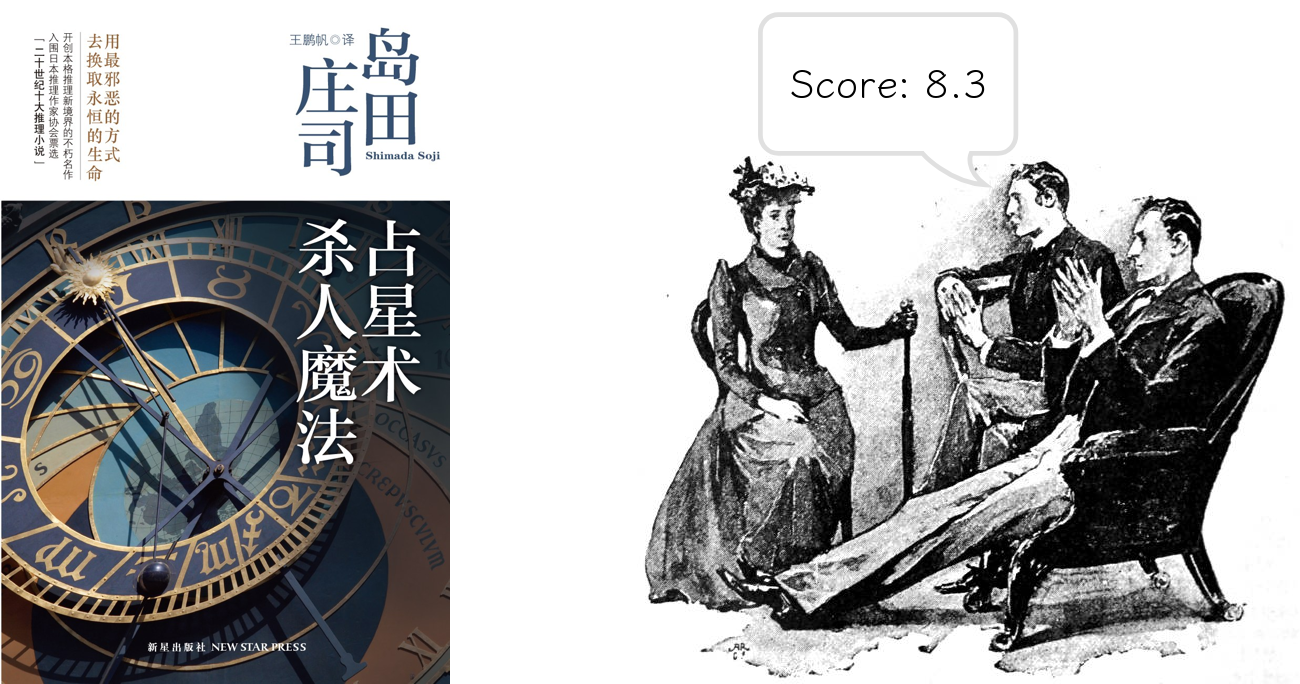 用最邪恶的方式
去换取永恒的生命
开创本格推理新境界的不朽名作
入围日本推理作家协会票选
「二十世纪十大推理小说」
王鹏帆◎译
岛田
庄司
Shimada Soji
占星术
杀人魔法
OCCASVS
CREPVSCVLVM
新星出版社 NEW STAR PRESS
Score: 8.3